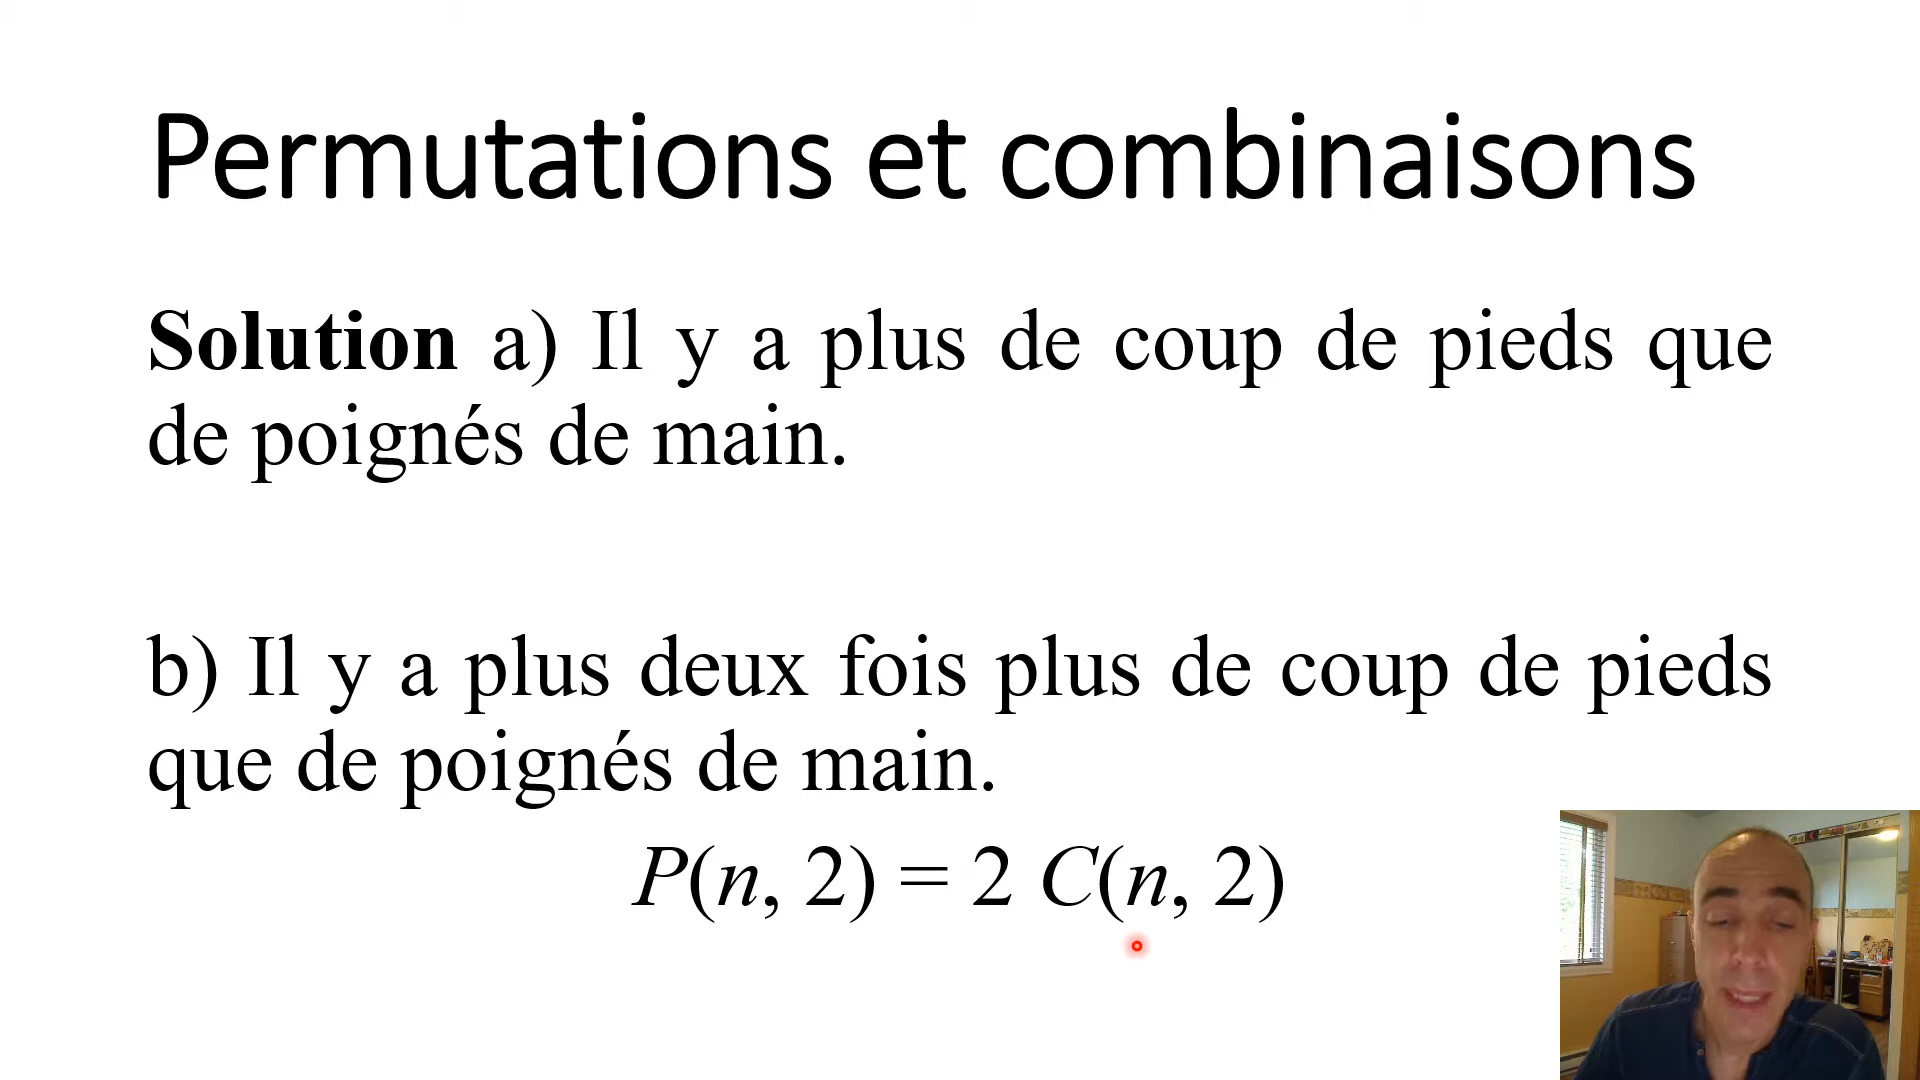 Permutations et combinaisons
Solution a) Il y a plus de coup de pieds que
de poignés de main.
b) Il y a plus deux fois plus de coup de pieds
que de poignés de main.
P(n, 2) = 2 C(n, 2)